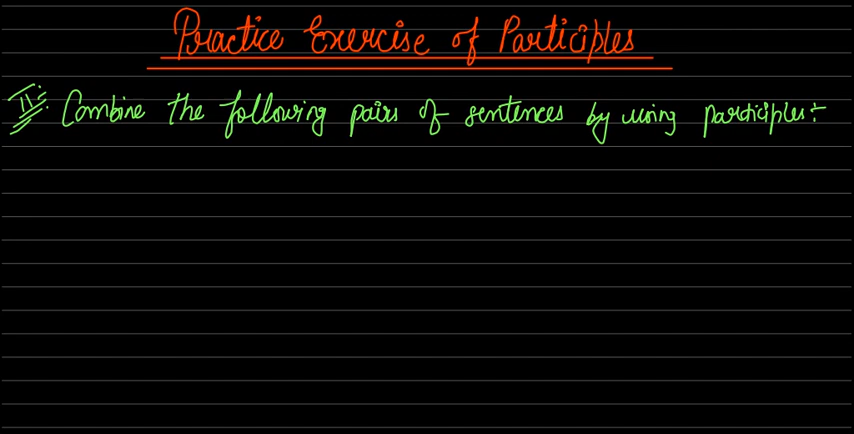 Practice Exercise of Participles
II:- Combine the following pairs of sentences by using participles:-